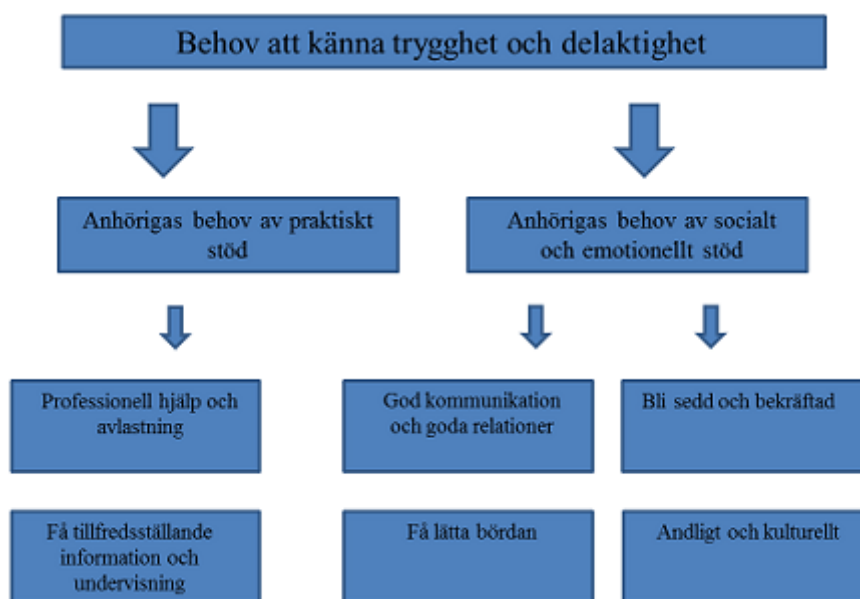 Behov att känna trygghet och delaktighet
Anhörigas behov av praktiskt
stöd
Anhörigas behov av socialt
och emotionellt stöd
Professionell hjälp och
avlastning
God kommunikation
och goda relationer
Bli sedd och bekräftad
Få tillfredsställande
information och
undervisning
Få lätta bördan
Andligt och kulturellt